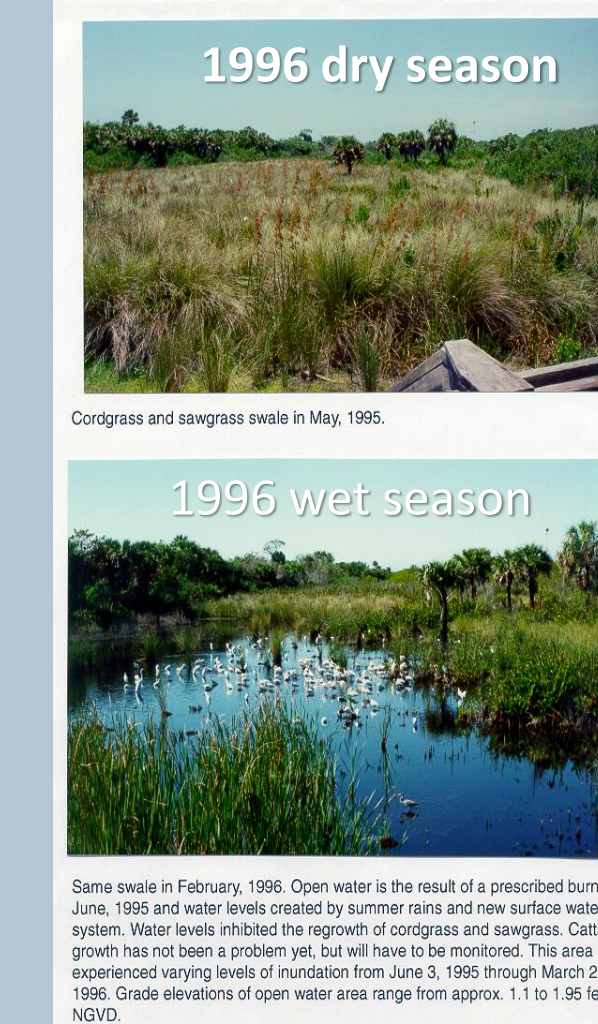 1996 dry season
Cordgrass and sawgrass swale in May, 1995.
1996 wet season
Same swale in February, 1996. Open water is the result of a prescribed burn
June, 1995 and water levels created by summer rains and new surface wate
system. Water levels inhibited the regrowth of cordgrass and sawgrass. Catt
growth has not been a problem yet, but will have to be monitored. This area
experienced varying levels of inundation from June 3, 1995 through March 2
1996. Grade elevations of open water area range from approx. 1.1 to 1.95 fe
NGVD.